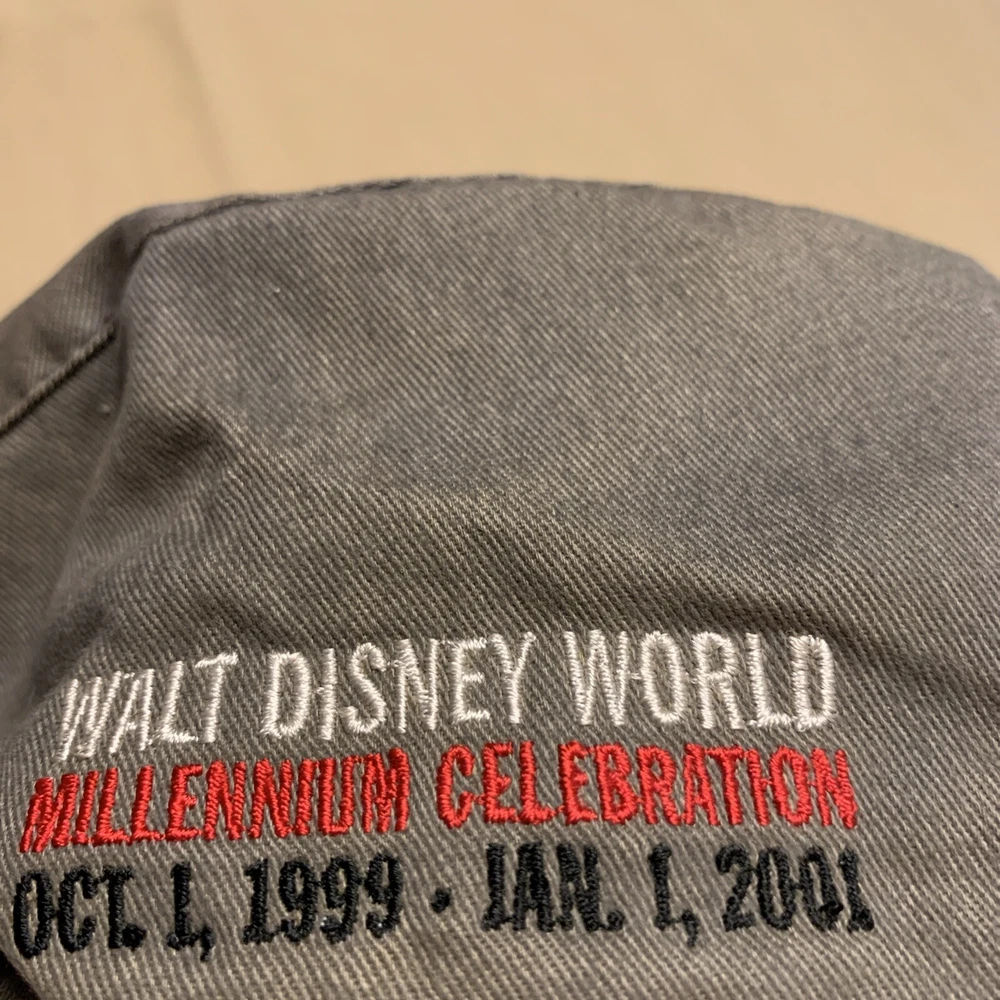 WALT DISNEY WORLD
MILLENNIUM CELEBRATION
OCT. 1, 1999 • JAN. 1, 2001